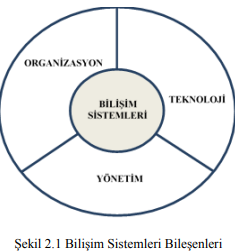 ORGANİZASYON
TEKNOLOJİ
BİLİŞİM
SİSTEMLERİ
YÖNETİM
Şekil 2.1 Bilişim Sistemleri Bileşenleri